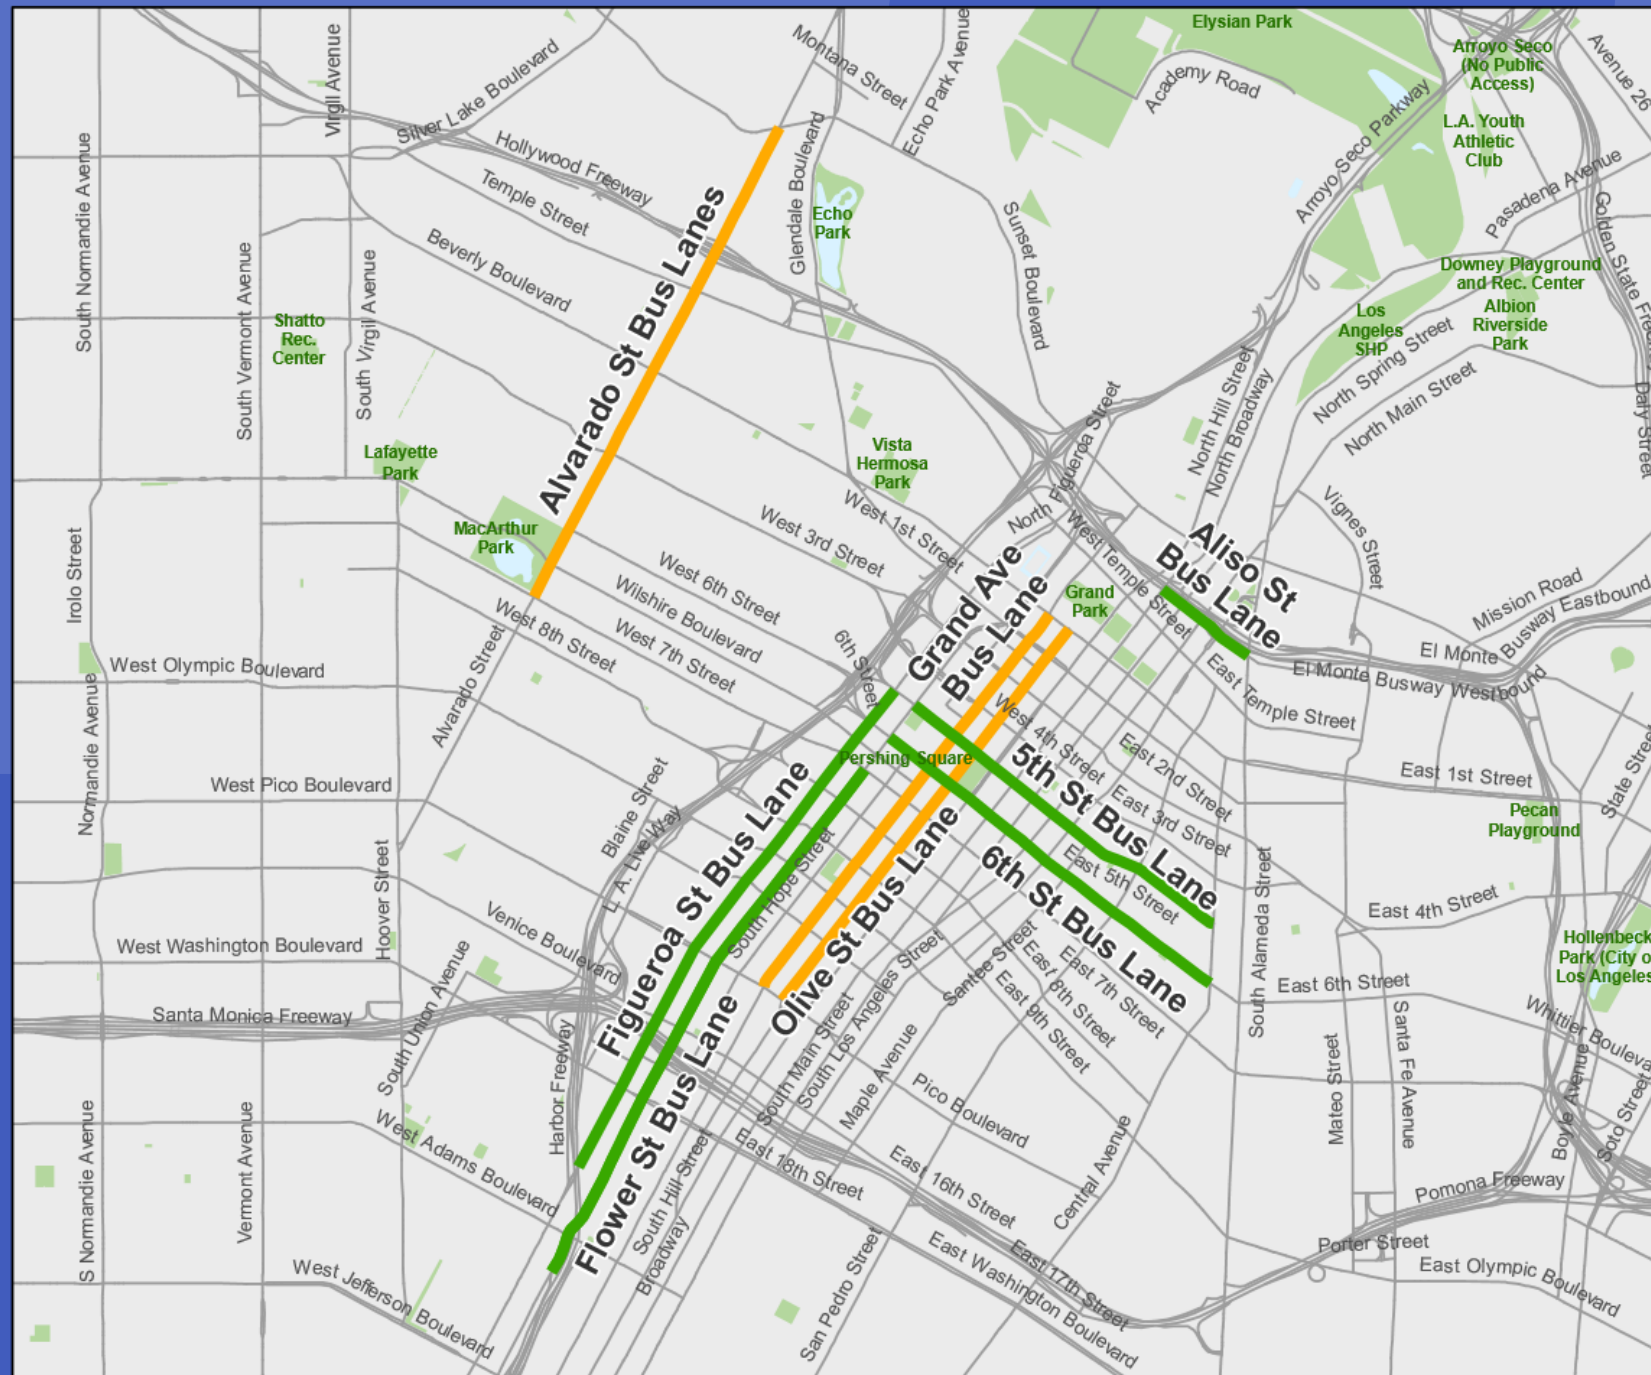 Elysian Park
Montana Street
Echo Park Avenue
Academy Road
Arroyo Seco
(No Public
Access)
Avenue 26
Virgil Avenue
Silver Lake Boulevard
Hollywood Freeway
Glendale Boulevard
Arroyo Seco Parkway
L.A. Youth
Athletic
Club
Pasadena Avenue
South Normandie Avenue
Temple Street
Beverly Boulevard
Echo
Park
Sunset Boulevard
Golden State
Downey Playground
and Rec. Center
Albion
Riverside
Park
Los
Angeles
SHP
North Spring Street
North Main Street
Daly Street
South Vermont Avenue
Shatto
Rec.
Center
South Virgil Avenue
Alvarado St Bus Lanes
North Hill Street
North Broadway
North Figueroa Street
Lafayette
Park
Vista
Hermosa
Park
MacArthur
Park
West 1st Street
West 3rd Street
West Temple Street
Vignes Street
Aliso St
Bus Lane
Irolo Street
West 6th Street
Wilshire Boulevard
West 7th Street
West 8th Street
Grand Ave
Bus Lane
Grand
Park
Mission Road
El Monte Busway Eastbound
El Monte Busway Westbound
East Temple Street
6th Street
West Olympic Boulevard
Alvarado Street
Normandie Avenue
Pershing Square
West 4th Street
5th St Bus Lane
East 2nd Street
East 3rd Street
East 1st Street
State Street
West Pico Boulevard
Blaine Street
L. A. Live Way
Figueroa St Bus Lane
South Hope Street
Olive St Bus Lane
6th St Bus Lane
East 5th Street
Pecan
Playground
South Alameda Street
East 4th Street
Hoover Street
West Washington Boulevard
Venice Boulevard
South Union Avenue
Santa Monica Freeway
Harbor Freeway
Flower St Bus Lane
South Main Street
South Los Angeles Street
Santee Street
East 7th Street
East 8th Street
East 9th Street
East 6th Street
Hollenbeck
Park (City o
Los Angeles
Whittier Bouleva
Mateo Street
Santa Fe Avenue
Boyle Avenue
Soto Street
Maple Avenue
Pico Boulevard
S Normandie Avenue
Vermont Avenue
West Adams Boulevard
South Hill Street
Broadway
East 18th Street
East 16th Street
Central Avenue
Pomona Freeway
Porter Street
East Olympic Boulevard
West Jefferson Boulevard
San Pedro Street
East 17th Street
East Washington Boulevard